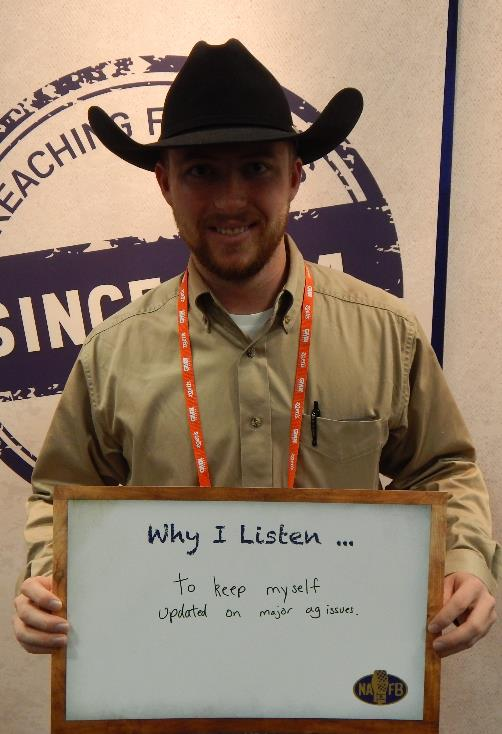 REACHING F
SINCE
Why I Listen ...
to keep myself
updated on major ag issues.
NAFB